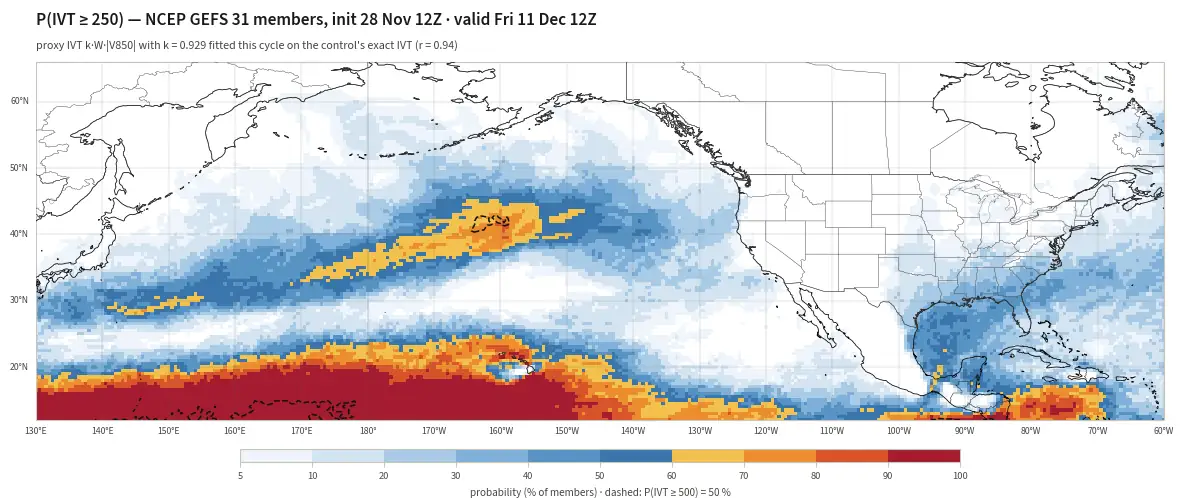 P(IVT ≥ 250) — NCEP GEFS 31 members, init 28 Nov 12Z · valid Fri 11 Dec 12Z
proxy IVT k·W·|V850| with k = 0.929 fitted this cycle on the control's exact IVT (r = 0.94)
60°N
50°N
40°N
30°N
20°N
130°E 140°E 150°E 160°E 170°E 180° 170°W 160°W 150°W 140°W 130°W 120°W 110°W 100°W 90°W 80°W 70°W 60°W
5 10 20 30 40 50 60 70 80 90 100
probability (% of members) · dashed: P(IVT ≥ 500) = 50 %